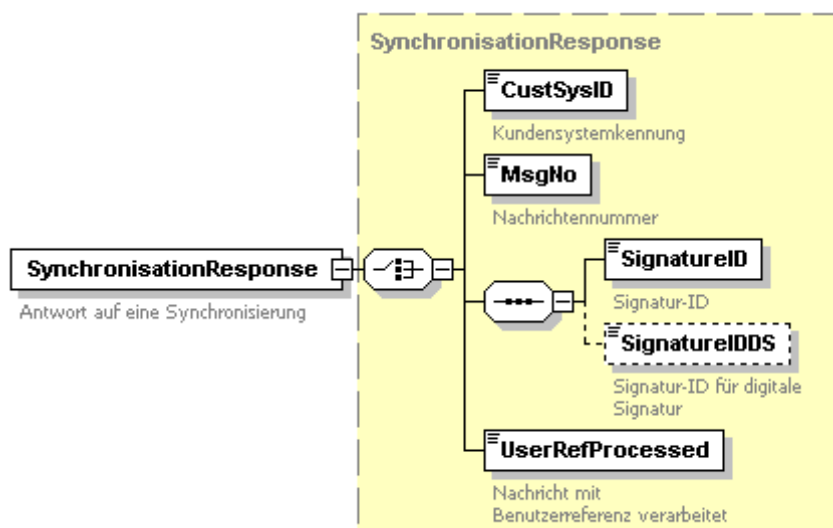 SynchronisationResponse
CustSysID
Kundensystemkennung
MsgNo
Nachrichtennummer
SynchronisationResponse
Antwort auf eine Synchronisierung
SignatureID
Signatur-ID
SignatureIDDS
Signatur-ID für digitale
Signatur
UserRefProcessed
Nachricht mit
Benutzerreferenz verarbeitet